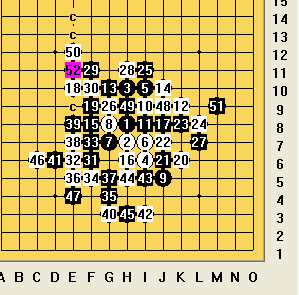 15
C 14
C 13
50 12
52 29 28 25 11
18 30 13 3 5 14 10
C 19 26 49 10 48 12 51 9
39 15 8 1 11 17 23 24 8
38 33 7 2 6 22 27 7
46 41 32 31 16 4 21 20 6
36 34 37 44 43 9 5
47 35 4
40 45 42 3
2
1
A B C D E F G H I J K L M N O